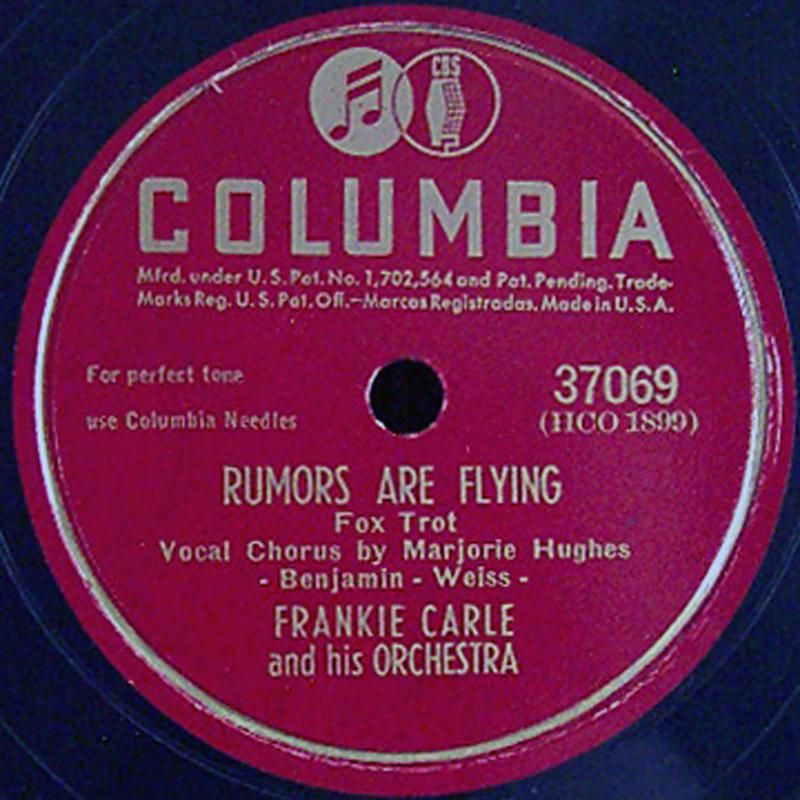 CBS
COLUMBIA
Mfrd. under U.S. Pat. No. 1,702,564 and Pat. Pending. Trade-
Marks Reg. U.S. Pat. Off.—Marcas Registradas. Made in U.S.A.
For perfect tone
use Columbia Needles
37069
(HCO 1899)
RUMORS ARE FLYING
Fox Trot
Vocal Chorus by Marjorie Hughes
- Benjamin - Weiss -
FRANKIE CARLE
and his ORCHESTRA